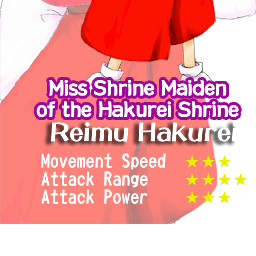 Miss Shrine Maiden
of the Hakurei Shrine
Reimu Hakurei
Movement Speed ★★★
Attack Range ★★★★
Attack Power ★★★